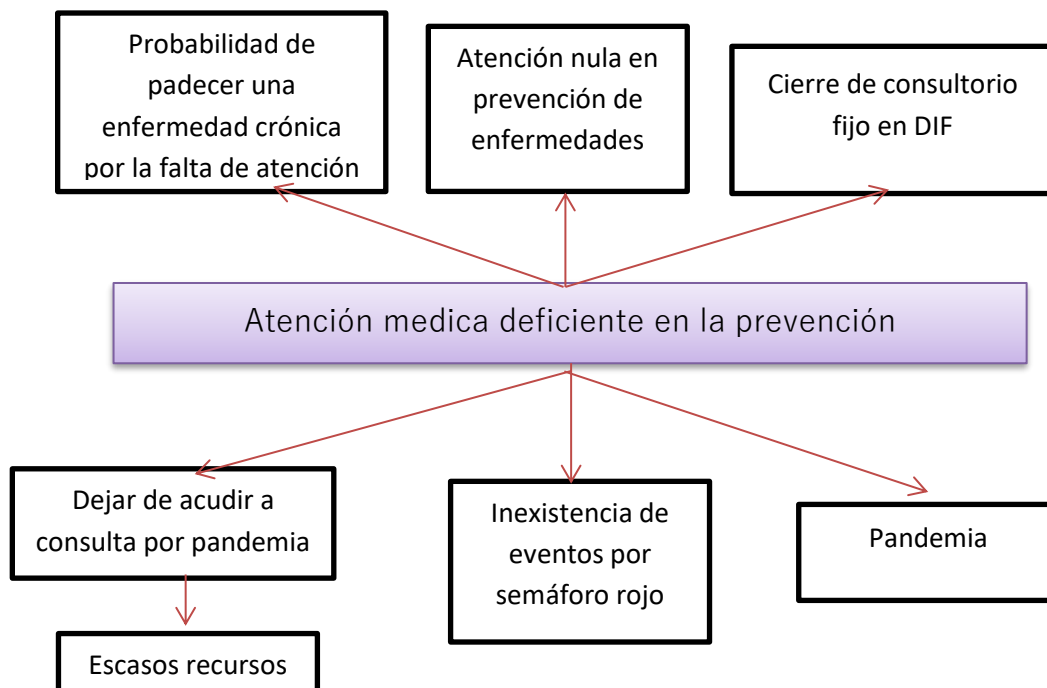 Probabilidad de
padecer una
enfermedad crónica
por la falta de atención
Atención nula en
prevención de
enfermedades
Cierre de consultorio
fijo en DIF
Atención medica deficiente en la prevención
Dejar de acudir a
consulta por pandemia
Inexistencia de
eventos por
semáforo rojo
Pandemia
Escasos recursos